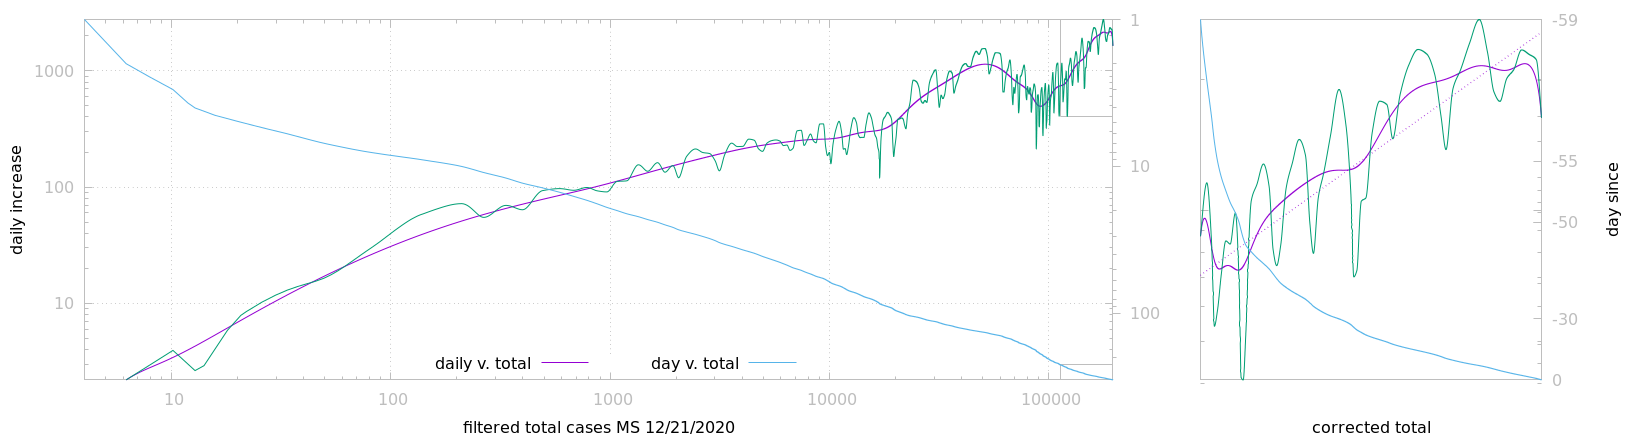 daily increase
1000
100
10
10
100
1000
10000
100000
daily v. total
day v. total
filtered total cases MS 12/21/2020
1
10
100
-59
-55
-50
-30
0
day since
corrected total